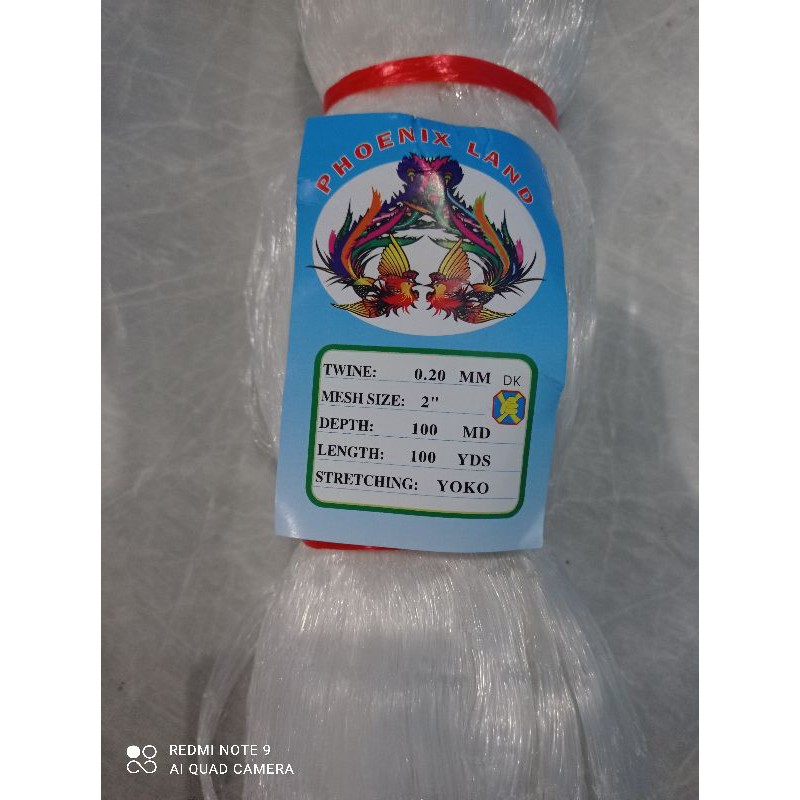 PHOENIX LAND
TWINE: 0.20 MM DK
MESH SIZE: 2"
DEPTH: 100 MD
LENGTH: 100 YDS
STRETCHING: YOKO
REDMI NOTE 9
AI QUAD CAMERA